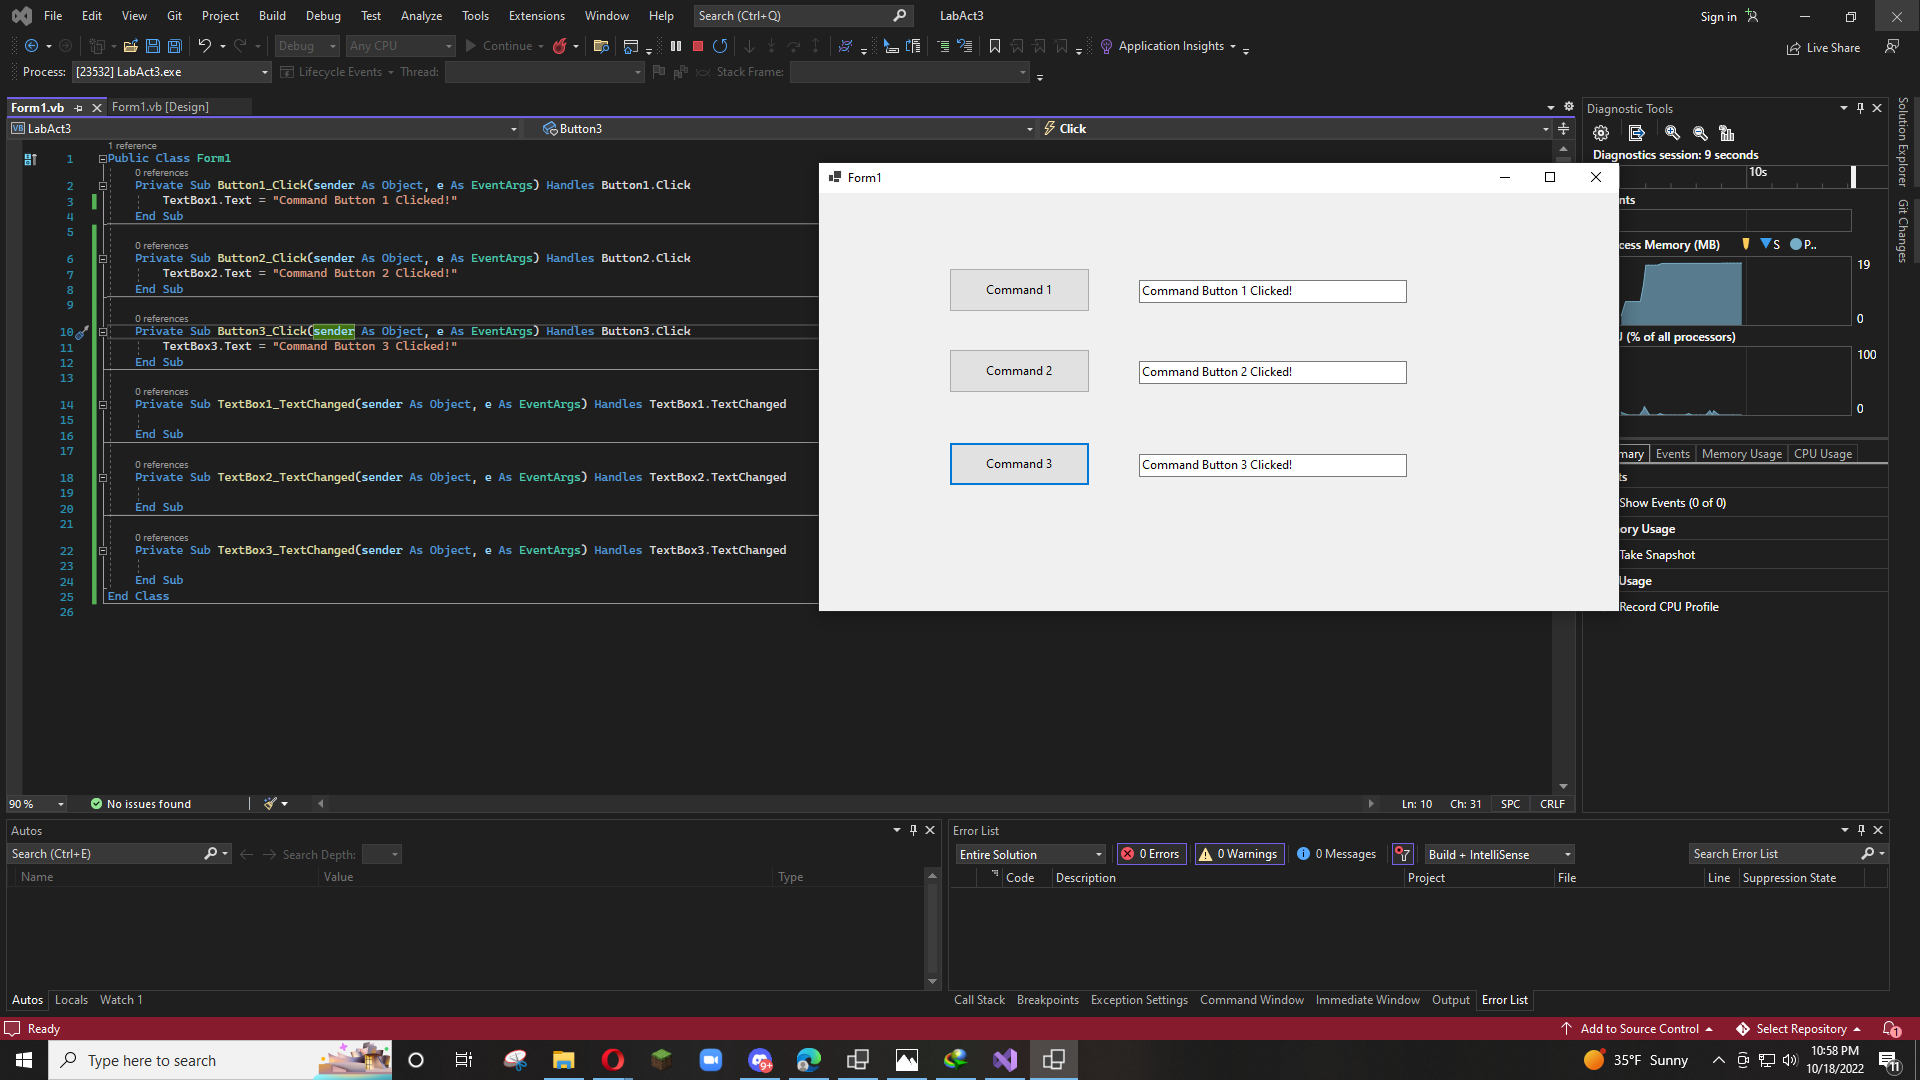 File Edit View Git Project Build Debug Test Analyze Tools Extensions Window Help Search (Ctrl+Q) LabAct3 Sign in
Debug Any CPU Continue Application Insights Live Share
Process: [23532] LabAct3.exe Lifecycle Events Thread: Stack Frame:
Form1.vb Form1.vb [Design]
VB LabAct3 Button3 Click
1 reference
1 Public Class Form1
0 references
2 Private Sub Button1_Click(sender As Object, e As EventArgs) Handles Button1.Click
3 TextBox1.Text = "Command Button 1 Clicked!"
4 End Sub
5
0 references
6 Private Sub Button2_Click(sender As Object, e As EventArgs) Handles Button2.Click
7 TextBox2.Text = "Command Button 2 Clicked!"
8 End Sub
9
0 references
10 Private Sub Button3_Click(sender As Object, e As EventArgs) Handles Button3.Click
11 TextBox3.Text = "Command Button 3 Clicked!"
12 End Sub
13
0 references
14 Private Sub TextBox1_TextChanged(sender As Object, e As EventArgs) Handles TextBox1.TextChanged
15
16 End Sub
17
0 references
18 Private Sub TextBox2_TextChanged(sender As Object, e As EventArgs) Handles TextBox2.TextChanged
19
20 End Sub
21
0 references
22 Private Sub TextBox3_TextChanged(sender As Object, e As EventArgs) Handles TextBox3.TextChanged
23
24 End Sub
25 End Class
26
Form1
Command 1 Command Button 1 Clicked!
Command 2 Command Button 2 Clicked!
Command 3 Command Button 3 Clicked!
Diagnostic Tools
Diagnostics session: 9 seconds
10s
nts
cess Memory (MB) S P..
19
0
(% of all processors)
100
0
mary Events Memory Usage CPU Usage
ts
Show Events (0 of 0)
ory Usage
Take Snapshot
Usage
Record CPU Profile
Solution Explorer
Git Changes
90 % No issues found Ln: 10 Ch: 31 SPC CRLF
Autos
Search (Ctrl+E) Search Depth:
Name Value Type
Autos Locals Watch 1
Error List
Entire Solution 0 Errors 0 Warnings 0 Messages Build + IntelliSense Search Error List
Code Description Project File Line Suppression State
Call Stack Breakpoints Exception Settings Command Window Immediate Window Output Error List
Ready Add to Source Control Select Repository 1
Type here to search 9+ 35°F Sunny 10:58 PM
10/18/2022 11